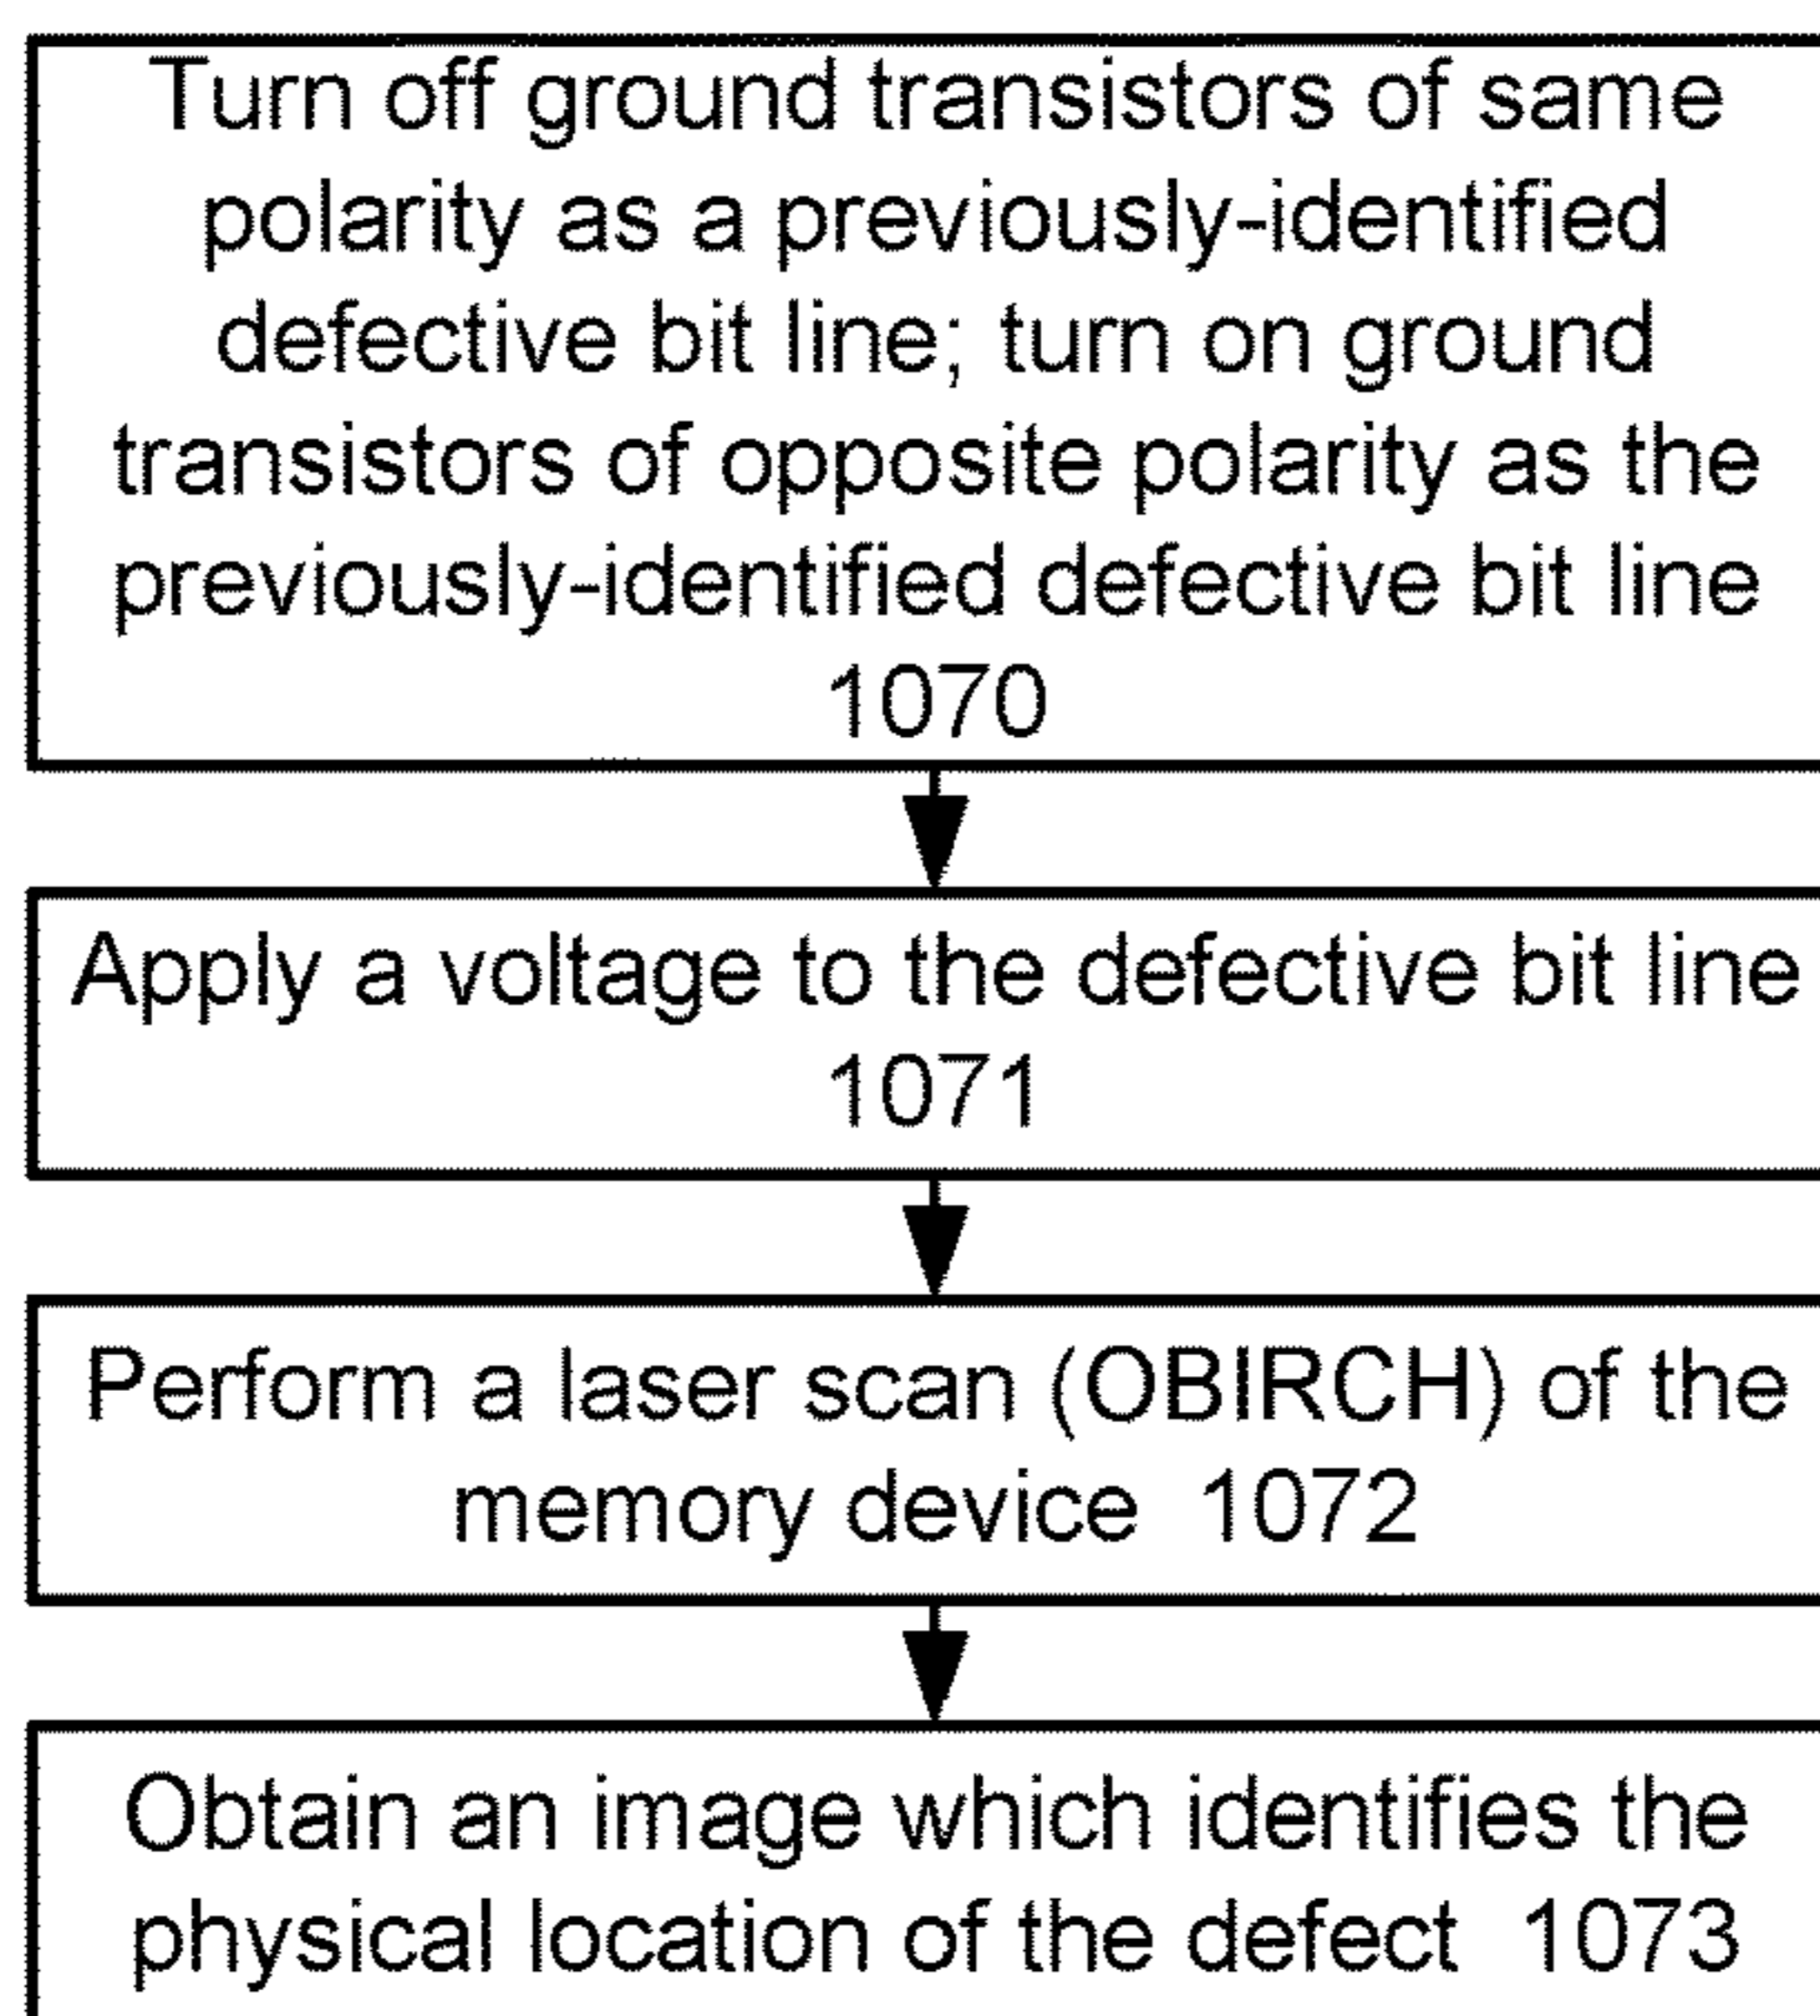 Turn off ground transistors of same
polarity as a previously-identified
defective bit line; turn on ground
transistors of opposite polarity as the
previously-identified defective bit line
1070
Apply a voltage to the defective bit line
1071
Perform a laser scan (OBIRCH) of the
memory device 1072
Obtain an image which identifies the
physical location of the defect 1073